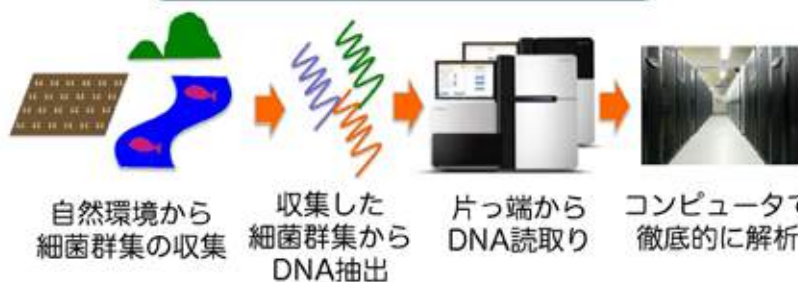 自然環境から
細菌群集の収集
収集した
細菌群集から
DNA抽出
片っ端から
DNA読取り
コンピュータで
徹底的に解析